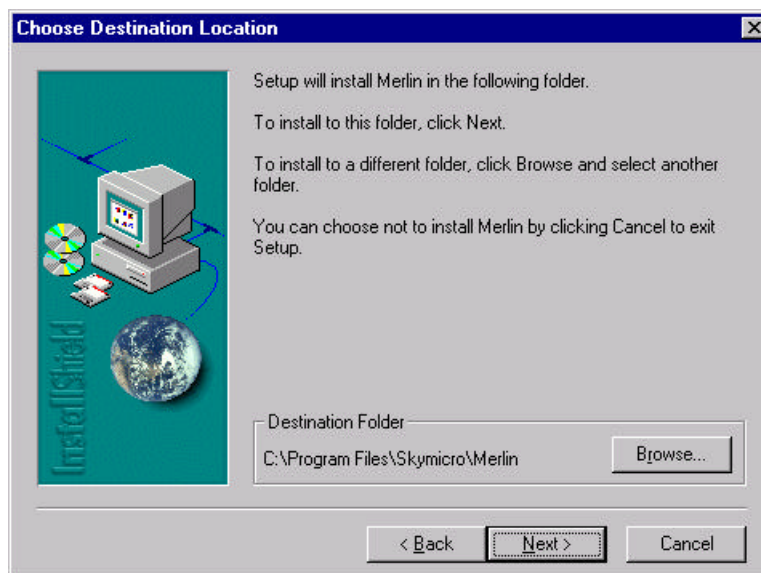 Choose Destination Location
Setup will install Merlin in the following folder.
To install to this folder, click Next.
To install to a different folder, click Browse and select another
folder.
You can choose not to install Merlin by clicking Cancel to exit
Setup.
InstallShield
Destination Folder
C:\Program Files\Skymicro\Merlin
Browse...
< Back
Next >
Cancel